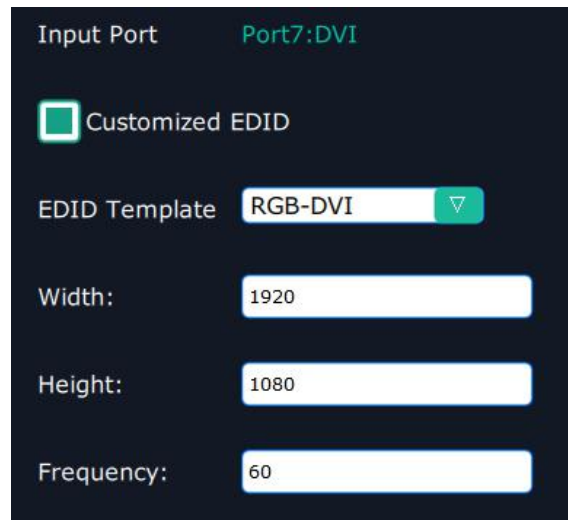 Input Port Port7:DVI
Customized EDID
EDID Template RGB-DVI
Width: 1920
Height: 1080
Frequency: 60